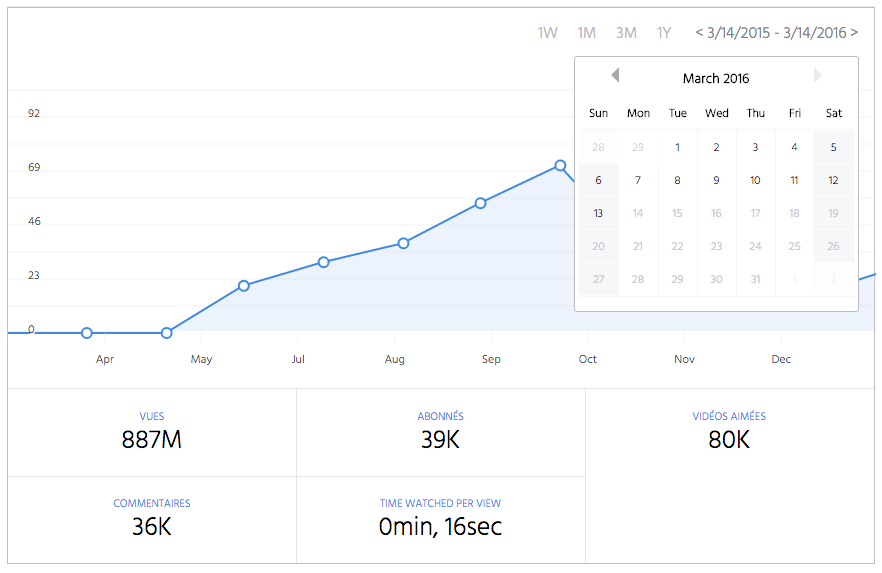 1W 1M 3M 1Y < 3/14/2015 - 3/14/2016 >
March 2016
Sun Mon Tue Wed Thu Fri Sat
28 29 1 2 3 4 5
6 7 8 9 10 11 12
13 14 15 16 17 18 19
20 21 22 23 24 25 26
27 28 29 30 31 1 2
92
69
46
23
0
Apr May Jul Aug Sep Oct Nov Dec
VUES
887M
ABONNÉS
39K
VIDÉOS AIMÉES
80K
COMMENTAIRES
36K
TIME WATCHED PER VIEW
0min, 16sec